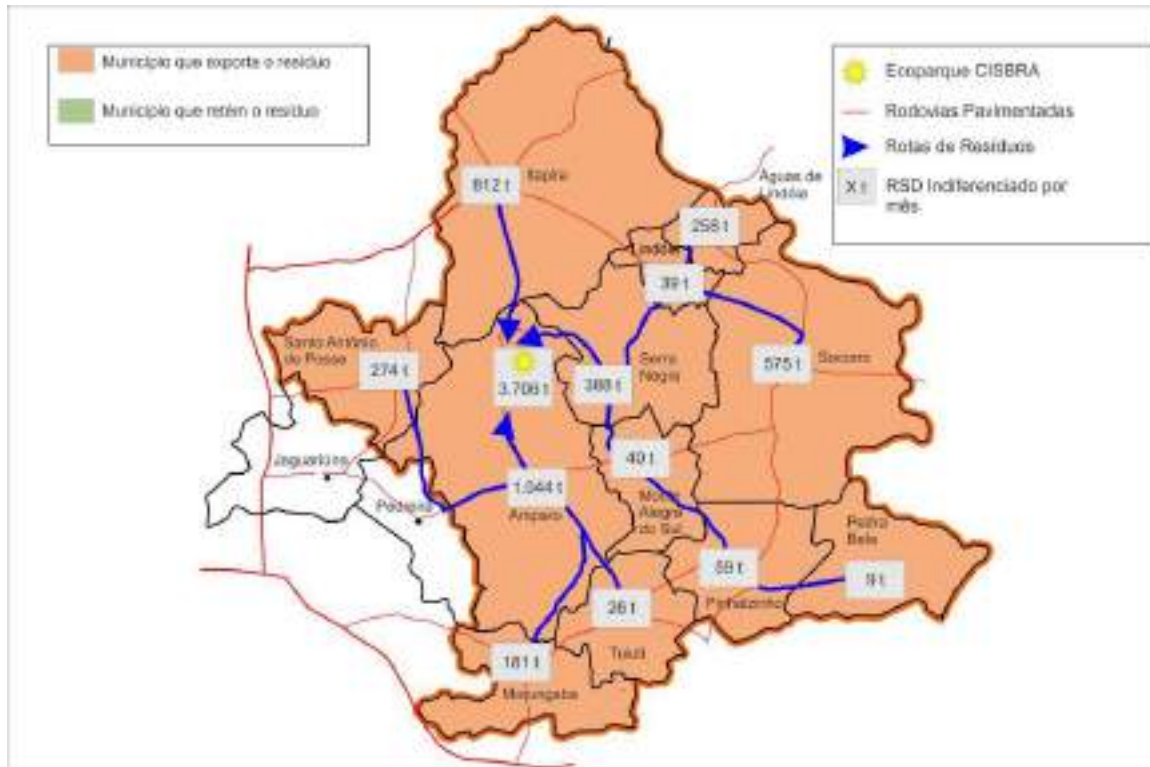 Município que exporta o resíduo
Município que retém o resíduo
Ecoparque CISBRA
Rodovias Pavimentadas
Rotas de Resíduos
X t
RSD Indiferenciado por
mês
Itapira
812 t
Águas de
Lindóia
258 t
Lindóia
39 t
Santo Antônio
de Posse
274 t
3.706 t
388 t
Serra
Negra
575 t
Socorro
Jaguariúna
Pedreira
1.044 t
Amparo
40 t
Monte
Alegre
do Sul
Pedra
Bela
59 t
9 t
Pinhalzinho
26 t
Tuiuti
181 t
Morungaba